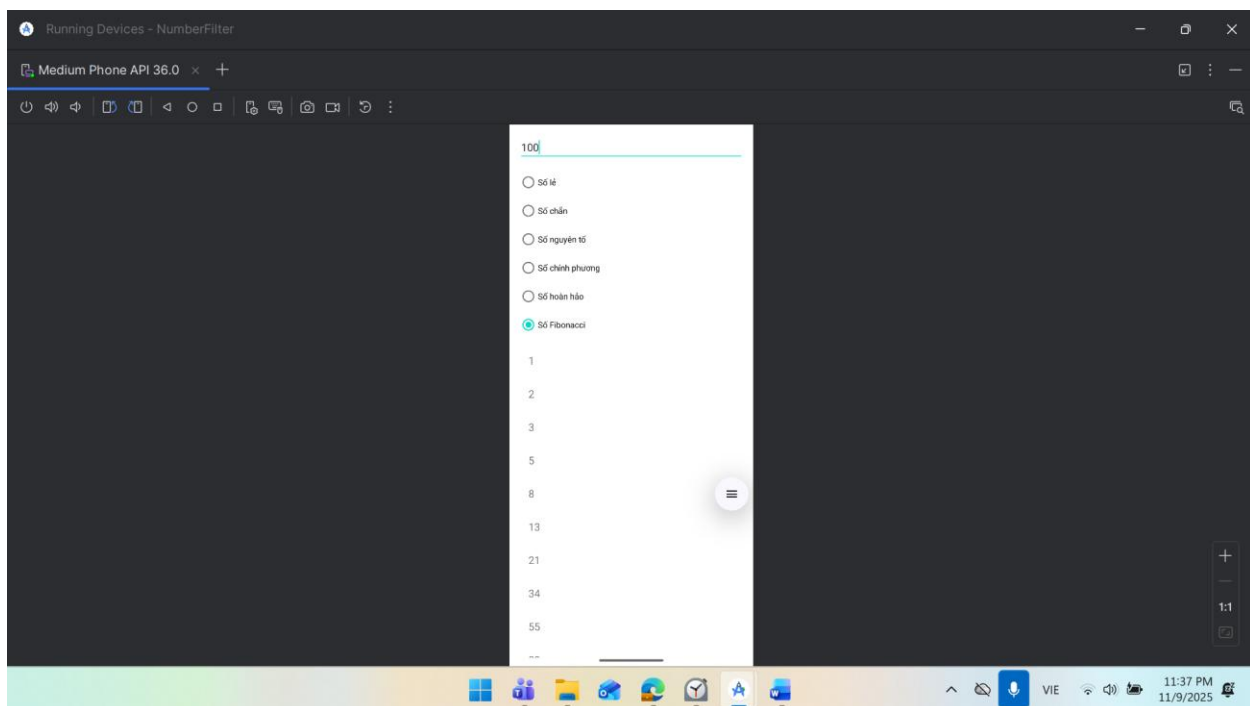 Running Devices - NumberFilter
Medium Phone API 36.0
100
Số lẻ
Số chẵn
Số nguyên tố
Số chính phương
Số hoàn hảo
Số Fibonacci
1
2
3
5
8
13
21
34
55
1:1
VIE
11:37 PM
11/9/2025